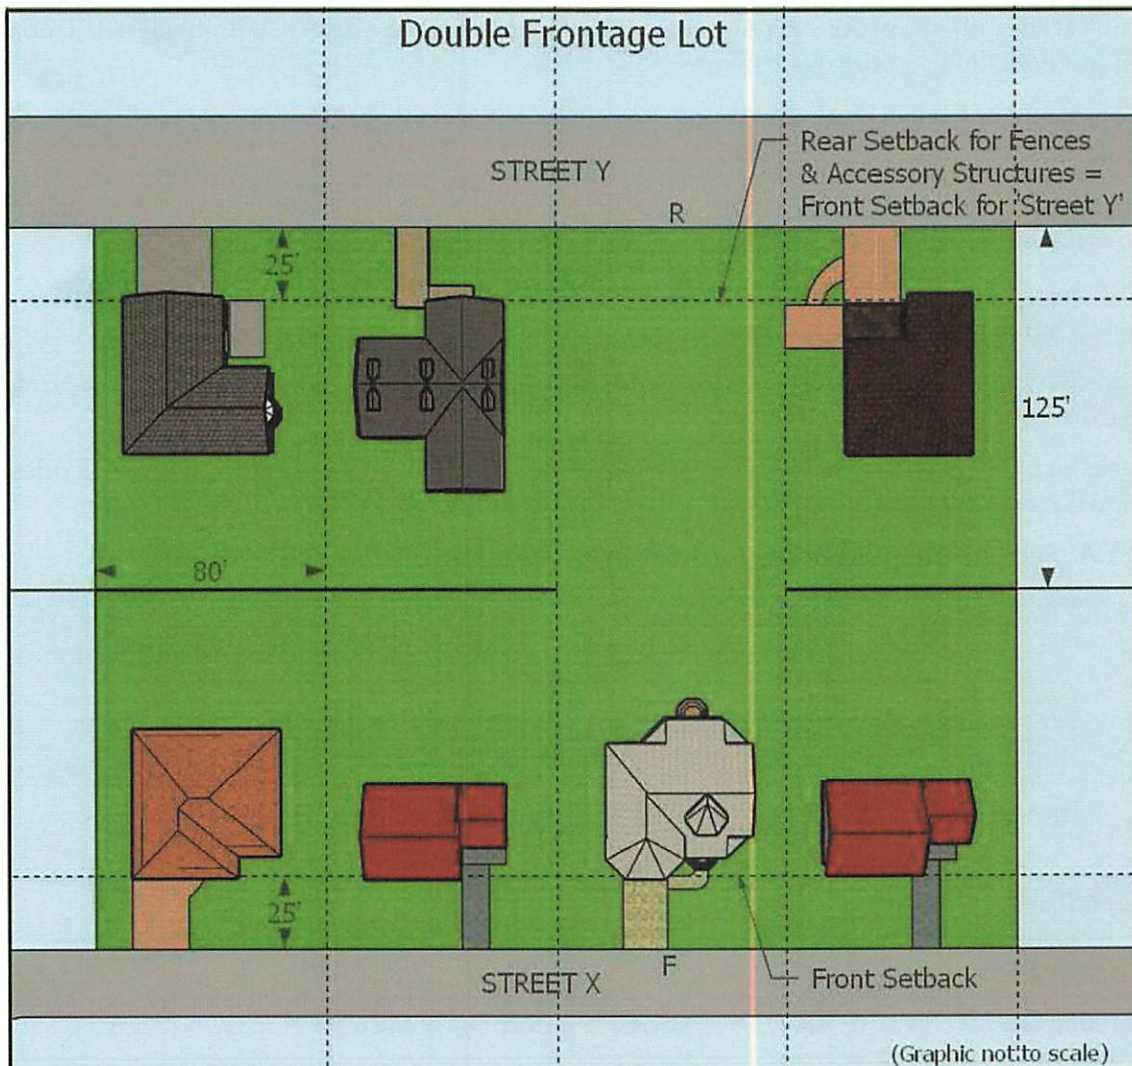 Double Frontage Lot
STREET Y
Rear Setback for Fences
& Accessory Structures =
Front Setback for 'Street Y'
R
25'
125'
80'
25'
F
STREET X
Front Setback
(Graphic not to scale)